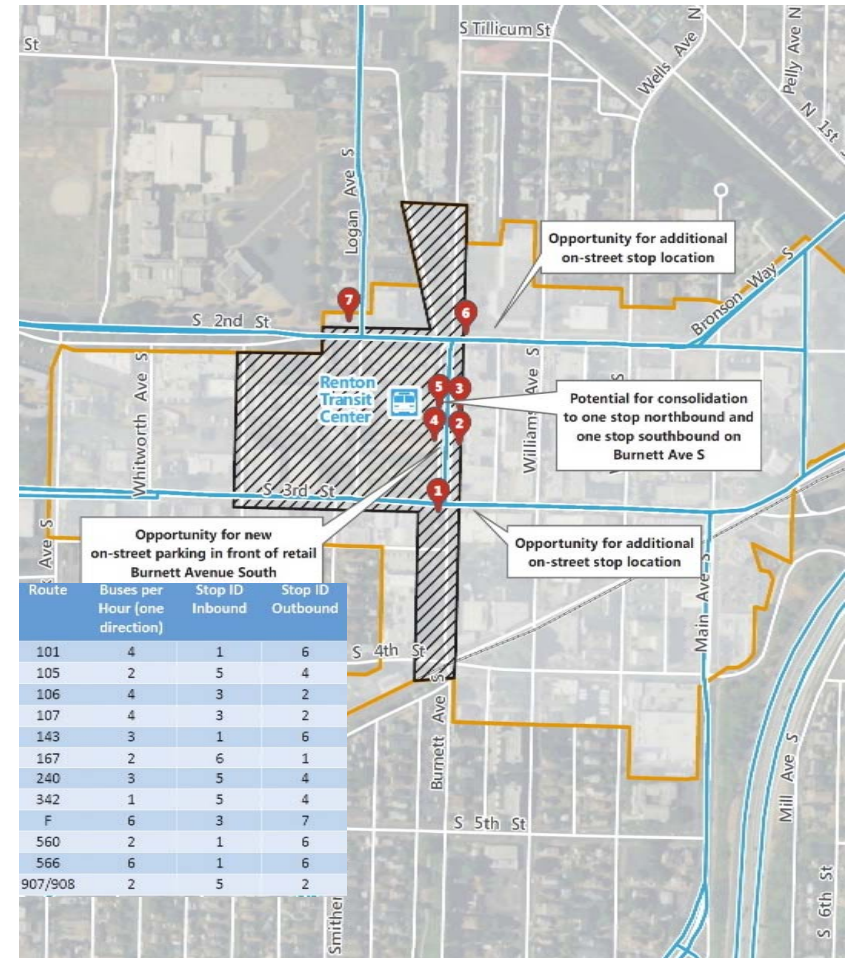 S Tillicum St
St
Wells Ave N
Pelly Ave N
N 1st
Logan Ave S
Opportunity for additional
on-street stop location
Bronson Way S
7
6
S 2nd St
Renton
Transit
Center
5
3
4
2
Whitworth Ave S
Williams Ave S
S
Potential for consolidation
to one stop northbound and
one stop southbound on
Burnett Ave S
1
S 3rd St
Opportunity for new
on-street parking in front of retail
Burnett Avenue South
Opportunity for additional
on-street stop location
Ave S
Main Ave S
Route Buses per Hour (one direction) Stop ID Inbound Stop ID Outbound
101 4 1 6
105 2 5 4
106 4 3 2
107 4 3 2
143 3 1 6
167 2 6 1
240 3 5 4
342 1 5 4
F 6 3 7
560 2 1 6
566 6 1 6
907/908 2 5 2
S 4th St
Burnett Ave S
Mill Ave S
S 5th St
S 6th St
Smither